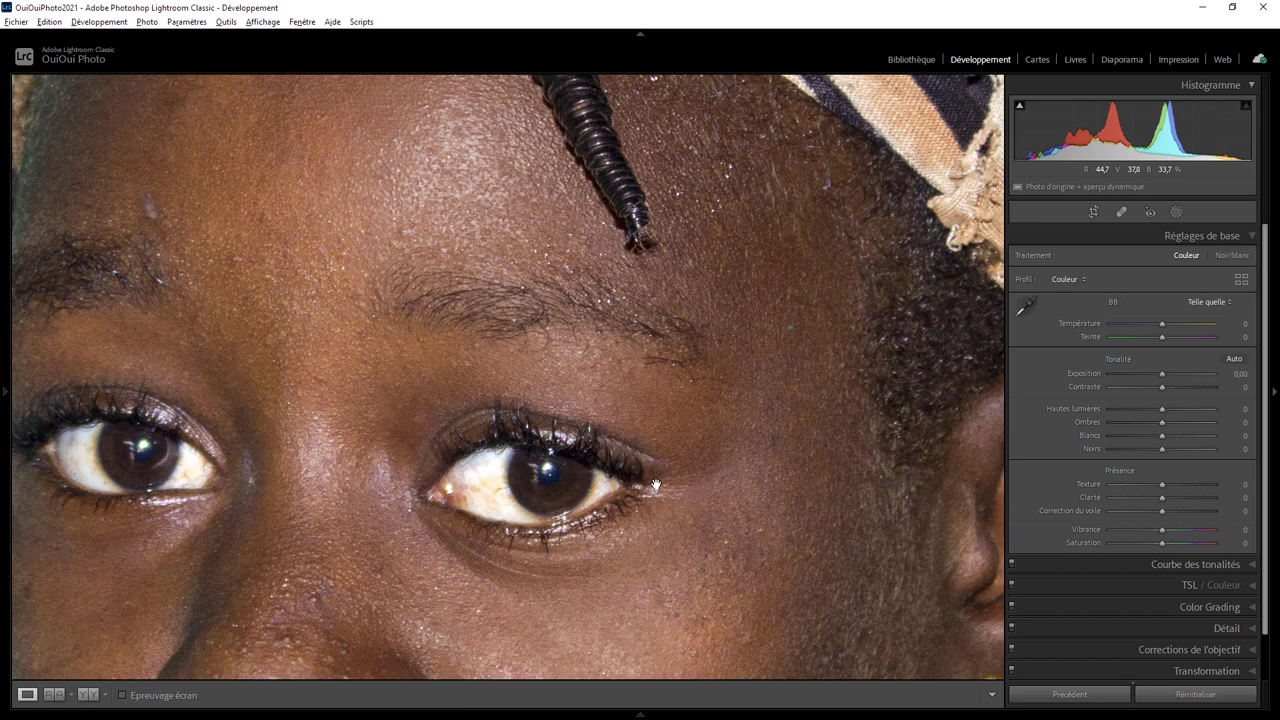 OuiOuiPhoto2021 - Adobe Photoshop Lightroom Classic - Développement
Fichier Edition Développement Photo Paramètres Outils Affichage Fenêtre Aide Scripts
Lrc
Adobe Lightroom Classic
OuiOui Photo
Bibliothèque Développement Cartes Livres Diaporama Impression Web
Histogramme
R 44,7 V 37,8 B 33,7 %
Photo d'origine + aperçu dynamique
Réglages de base
Traitement : Couleur Noir/blanc
Profil : Couleur
BB : Telle quelle
Température 0
Teinte 0
Tonalité Auto
Exposition 0,00
Contraste 0
Hautes lumières 0
Ombres 0
Blancs 0
Noirs 0
Présence
Texture 0
Clarté 0
Correction du voile 0
Vibrance 0
Saturation 0
Courbe des tonalités
TSL / Couleur
Color Grading
Détail
Corrections de l'objectif
Transformation
R A Y Y Epreuvage écran
Précédent Réinitialiser